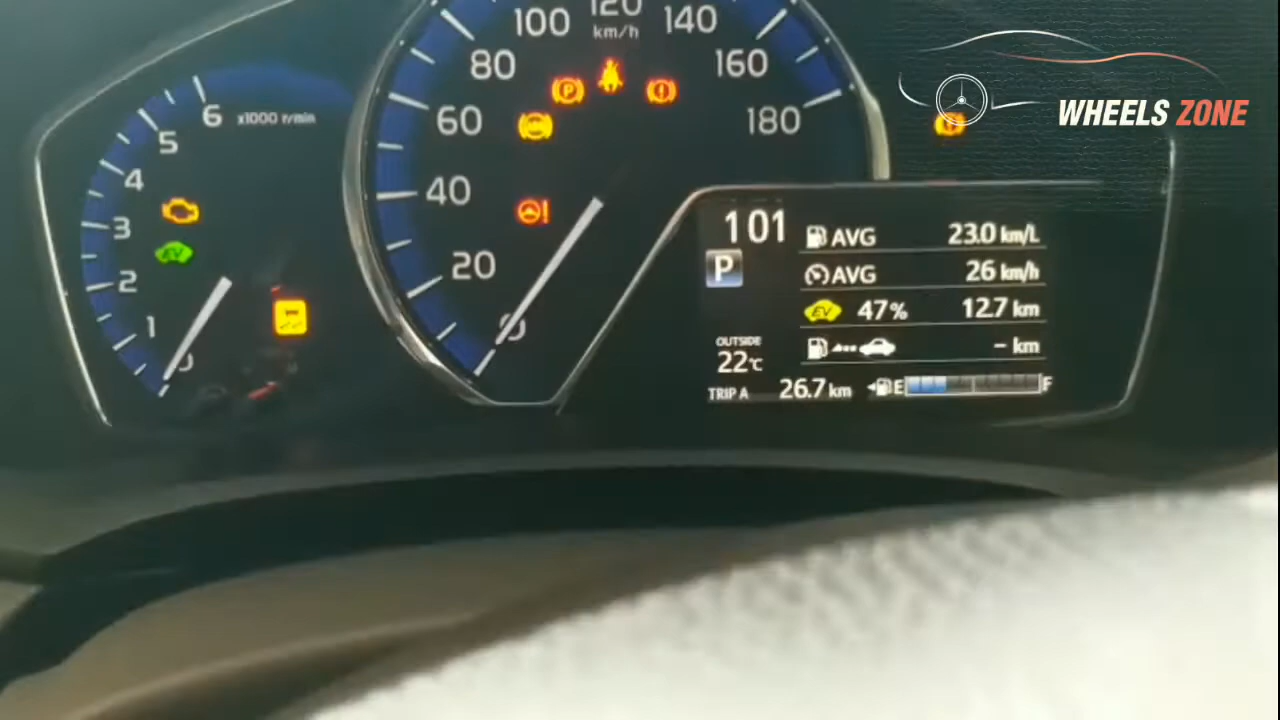 100 120 140
km/h
80 160
60 180
40
20
6 x1000 r/min
5
4
3
2
1
P
EV
WHEELS ZONE
101
P
AVG 23.0 km/L
AVG 26 km/h
EV 47% 12.7 km
- km
OUTSIDE
22°C
TRIP A 26.7 km E F